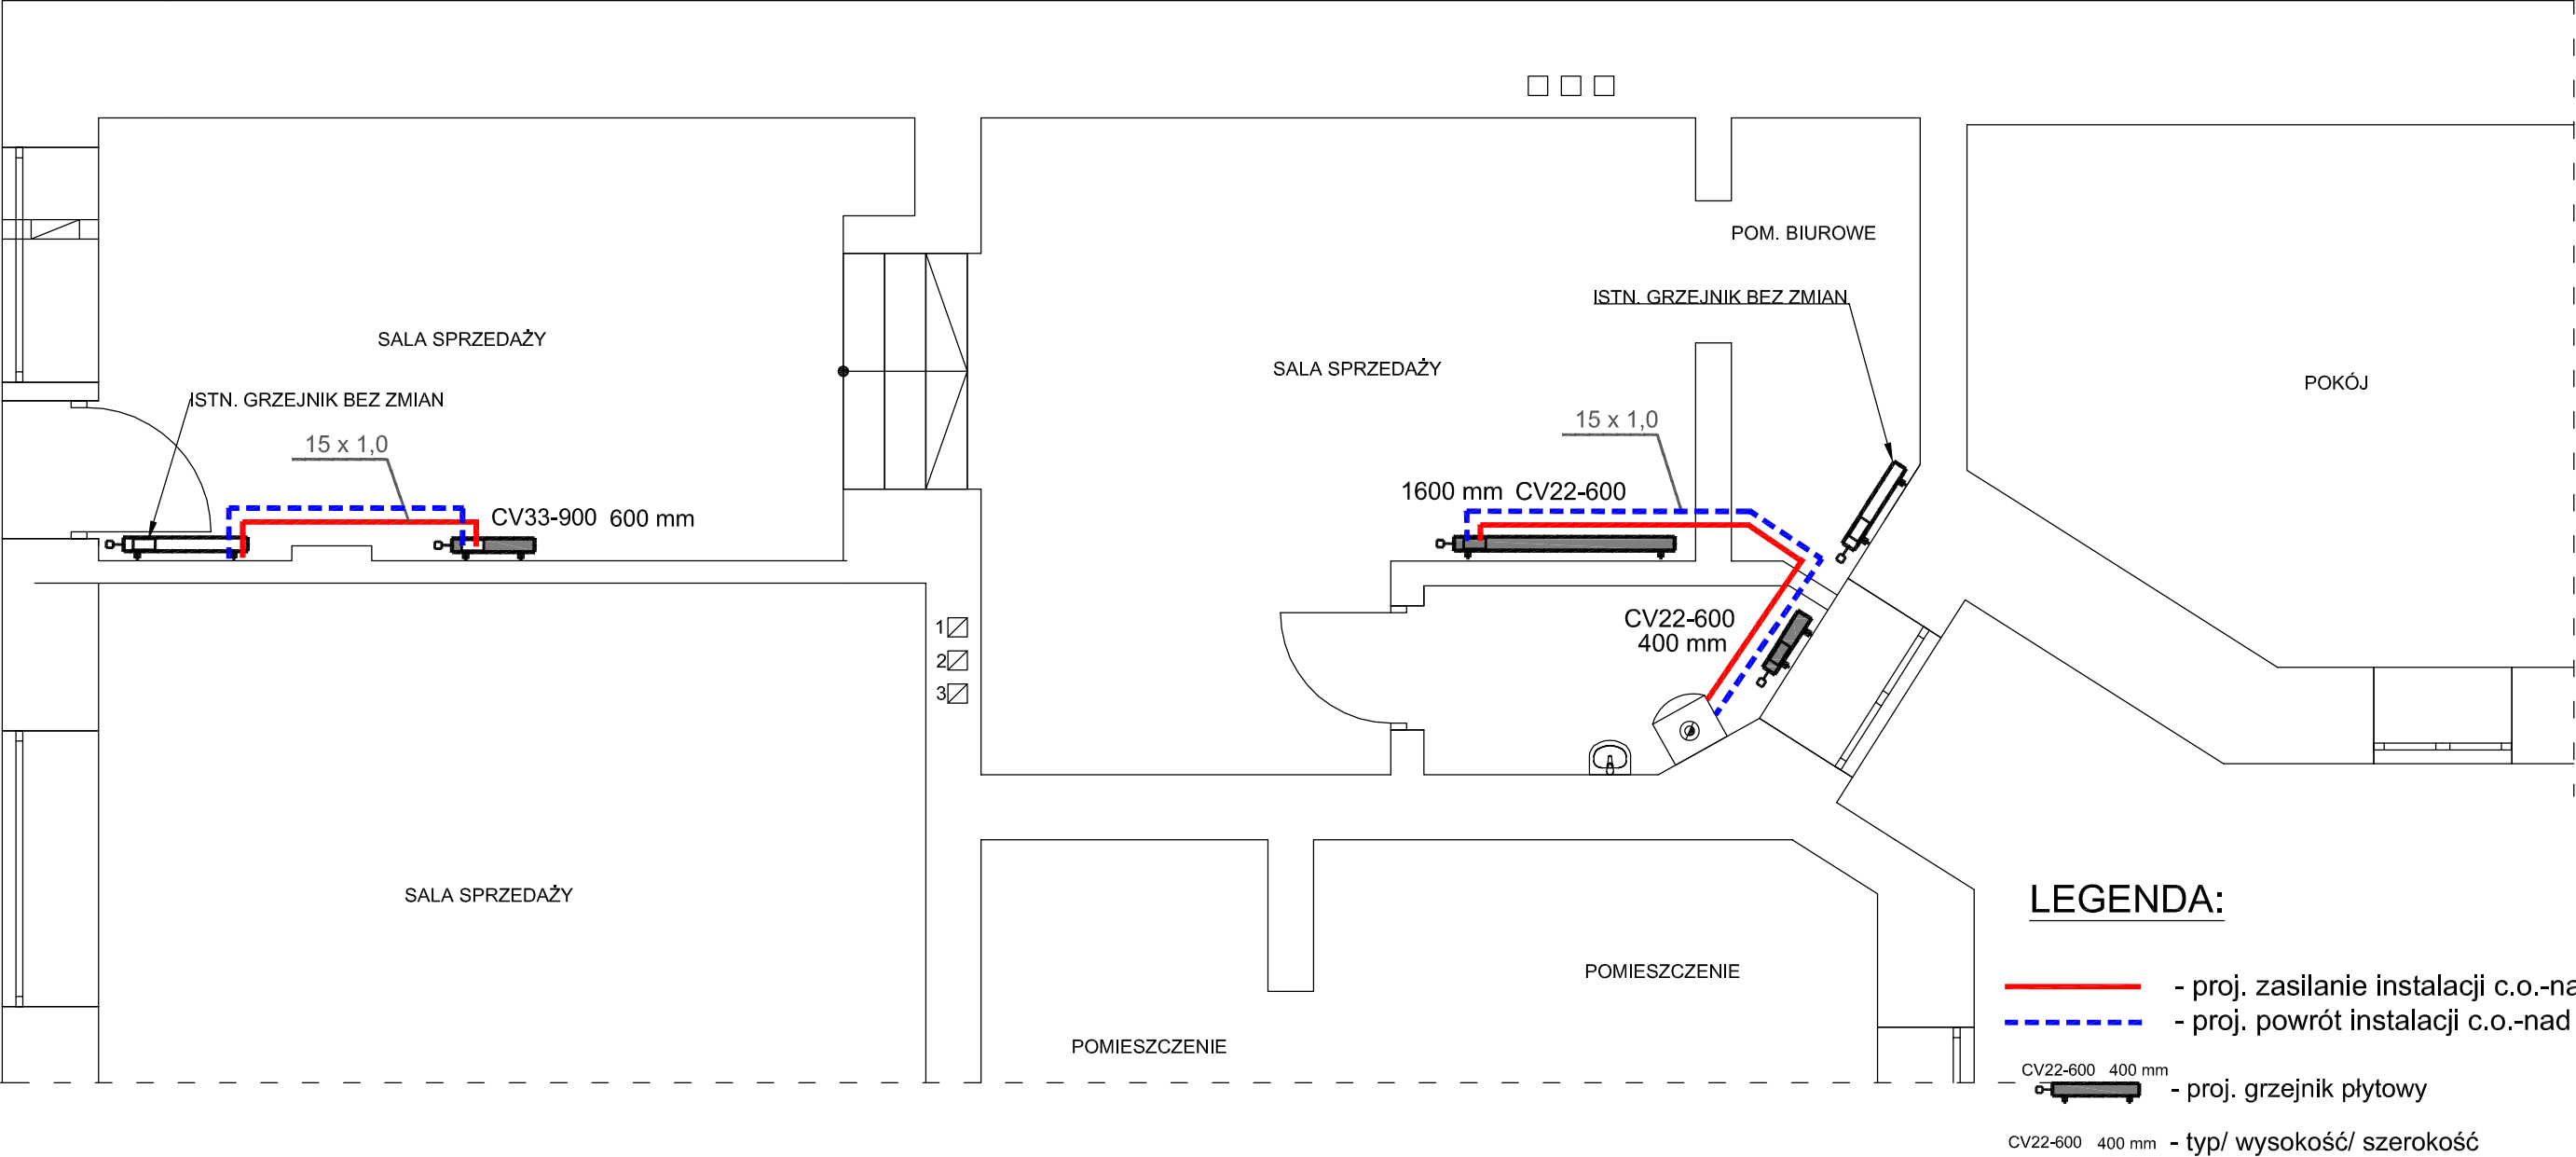 POM. BIUROWE
ISTN. GRZEJNIK BEZ ZMIAN
SALA SPRZEDAŻY
SALA SPRZEDAŻY
POKÓJ
ISTN. GRZEJNIK BEZ ZMIAN
15 x 1,0
15 x 1,0
CV33-900 600 mm
1600 mm CV22-600
CV22-600
400 mm
1
2
3
SALA SPRZEDAŻY
POMIESZCZENIE
POMIESZCZENIE
LEGENDA:
- proj. zasilanie instalacji c.o.-na
- proj. powrót instalacji c.o.-nad
CV22-600 400 mm
- proj. grzejnik płytowy
CV22-600 400 mm - typ/ wysokość/ szerokość